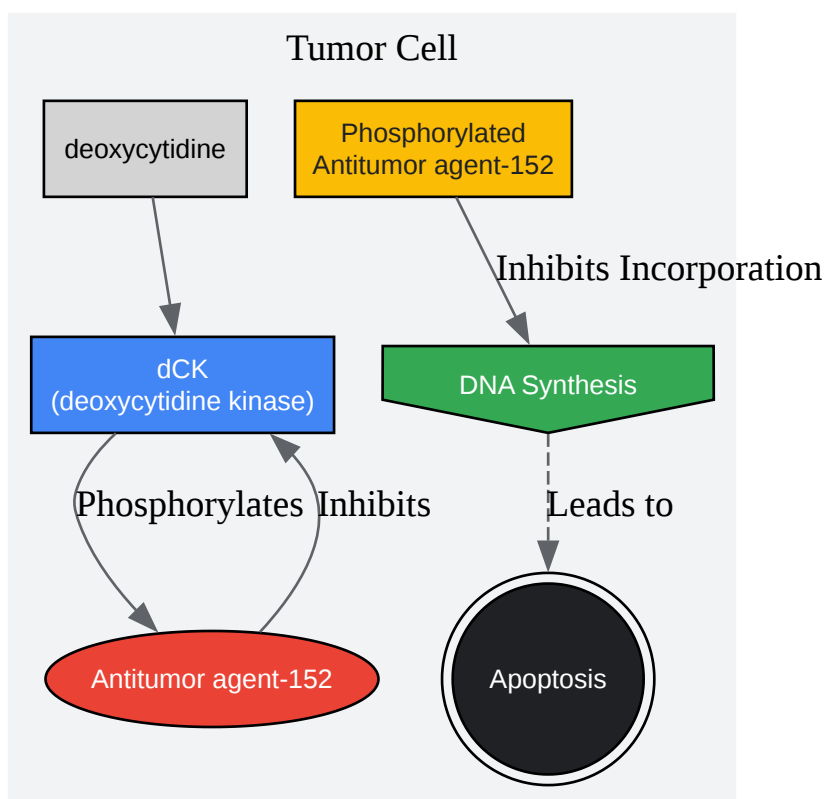 Tumor Cell
deoxycytidine
Phosphorylated
Antitumor agent-152
Inhibits Incorporation
dCK
(deoxycytidine kinase)
DNA Synthesis
Phosphorylates
Inhibits
Leads to
Antitumor agent-152
Apoptosis